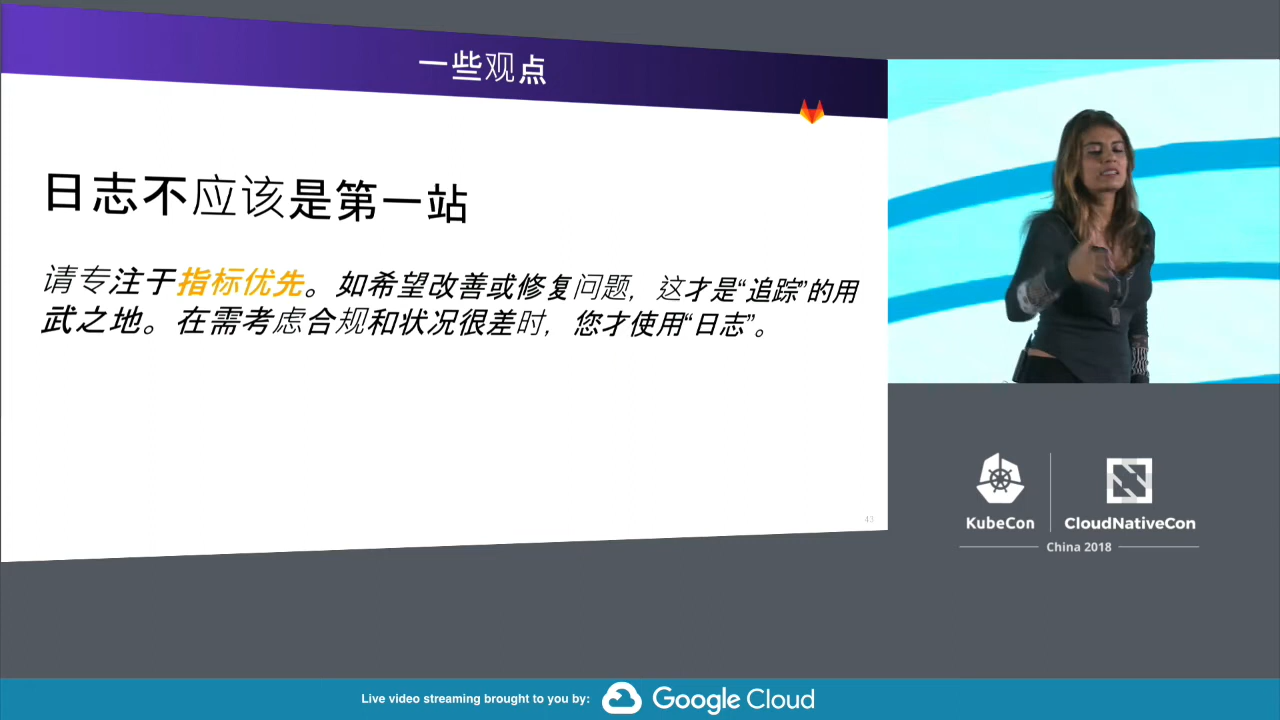 一些观点
日志不应该是第一站
请专注于指标优先。如希望改善或修复问题，这才是“追踪”的用
武之地。在需考虑合规和状况很差时，您才使用“日志”。
43
KubeCon
CloudNativeCon
China 2018
Live video streaming brought to you by:
Google Cloud